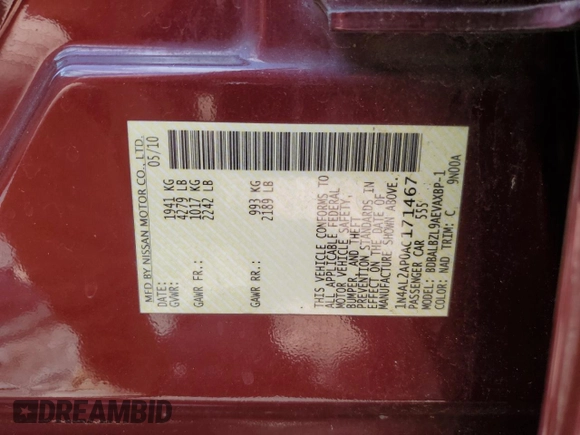 MFD BY NISSAN MOTOR CO., LTD.
DATE: 05/10
GVWR: 1941 KG
4279 LB
GAWR FR.: 1017 KG
2242 LB
GAWR RR.: 993 KG
2189 LB
THIS VEHICLE CONFORMS TO
ALL APPLICABLE FEDERAL
MOTOR VEHICLE SAFETY,
BUMPER, AND THEFT
PREVENTION STANDARDS IN
EFFECT ON THE DATE OF
MANUFACTURE SHOWN ABOVE.
1N4AL2AP0AC171467
PASSENGER CAR 555
MODEL: BDBALBZL9AEVAXBP-1
COLOR: NAD TRIM: C 9N00A
DREAMBID